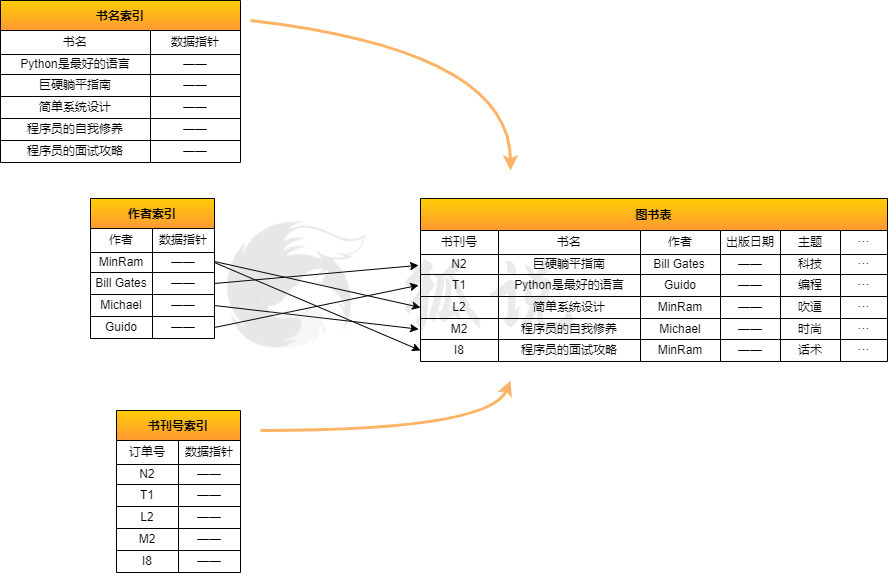 书名索引
书名 数据指针
Python是最好的语言 ——
巨硬躺平指南 ——
简单系统设计 ——
程序员的自我修养 ——
程序员的面试攻略 ——
作者索引
作者 数据指针
MinRam ——
Bill Gates ——
Michael ——
Guido ——
图书表
书刊号 书名 作者 出版日期 主题 ...
N2 巨硬躺平指南 Bill Gates —— 科技 ...
T1 Python是最好的语言 Guido —— 编程 ...
L2 简单系统设计 MinRam —— 吹逼 ...
M2 程序员的自我修养 Michael —— 时尚 ...
I8 程序员的面试攻略 MinRam —— 话术 ...
狐说
书刊号索引
订单号 数据指针
N2 ——
T1 ——
L2 ——
M2 ——
I8 ——